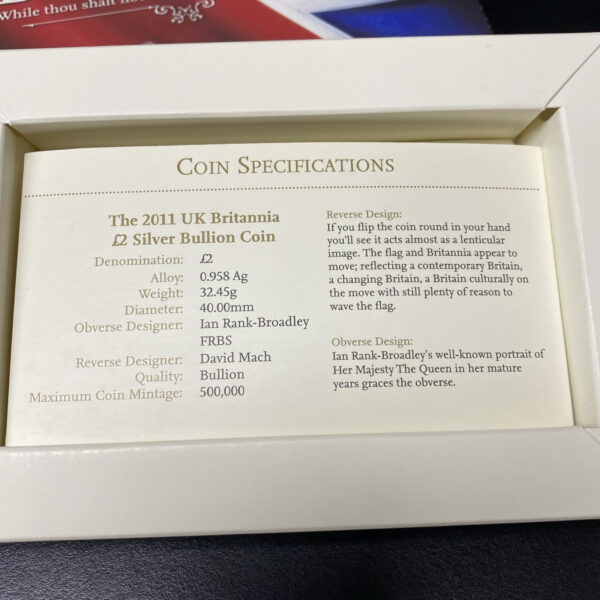 While thou shalt
COIN SPECIFICATIONS
The 2011 UK Britannia
£2 Silver Bullion Coin
Denomination: £2
Alloy: 0.958 Ag
Weight: 32.45g
Diameter: 40.00mm
Obverse Designer: Ian Rank-Broadley
FRBS
Reverse Designer: David Mach
Quality: Bullion
Maximum Coin Mintage: 500,000
Reverse Design:
If you flip the coin round in your hand
you'll see it acts almost as a lenticular
image. The flag and Britannia appear to
move; reflecting a contemporary Britain,
a changing Britain, a Britain culturally on
the move with still plenty of reason to
wave the flag.
Obverse Design:
Ian Rank-Broadley's well-known portrait of
Her Majesty The Queen in her mature
years graces the obverse.